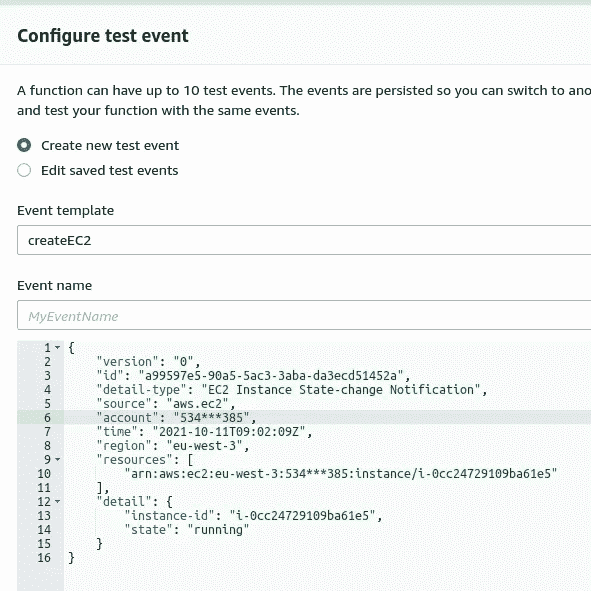 Configure test event
A function can have up to 10 test events. The events are persisted so you can switch to ano
and test your function with the same events.
Create new test event
Edit saved test events
Event template
createEC2
Event name
MyEventName
1 {
2 "version": "0",
3 "id": "a99597e5-90a5-5ac3-3aba-da3ecd51452a",
4 "detail-type": "EC2 Instance State-change Notification",
5 "source": "aws.ec2",
6 "account": "534***385",
7 "time": "2021-10-11T09:02:09Z",
8 "region": "eu-west-3",
9 "resources": [
10 "arn:aws:ec2:eu-west-3:534***385:instance/i-0cc24729109ba61e5"
11 ],
12 "detail": {
13 "instance-id": "i-0cc24729109ba61e5",
14 "state": "running"
15 }
16 }